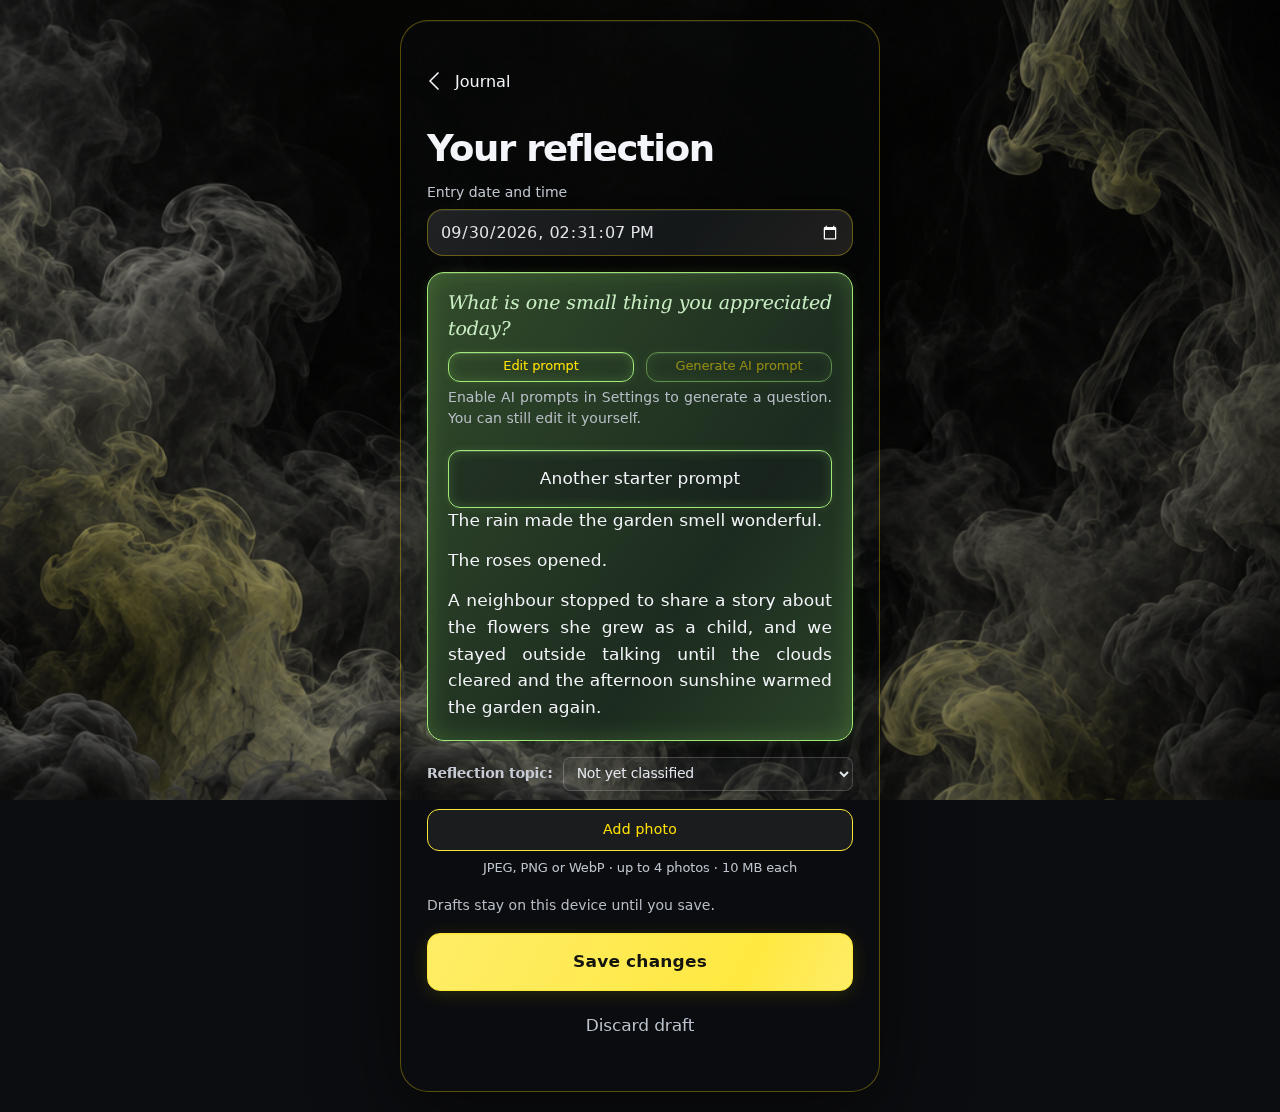 Journal
Your reflection
Entry date and time
09/30/2026, 02:31:07 PM
What is one small thing you appreciated
today?
Edit prompt
Generate AI prompt
Enable AI prompts in Settings to generate a question.
You can still edit it yourself.
Another starter prompt
The rain made the garden smell wonderful.
The roses opened.
A neighbour stopped to share a story about
the flowers she grew as a child, and we
stayed outside talking until the clouds
cleared and the afternoon sunshine warmed
the garden again.
Reflection topic:
Not yet classified
Add photo
JPEG, PNG or WebP · up to 4 photos · 10 MB each
Drafts stay on this device until you save.
Save changes
Discard draft